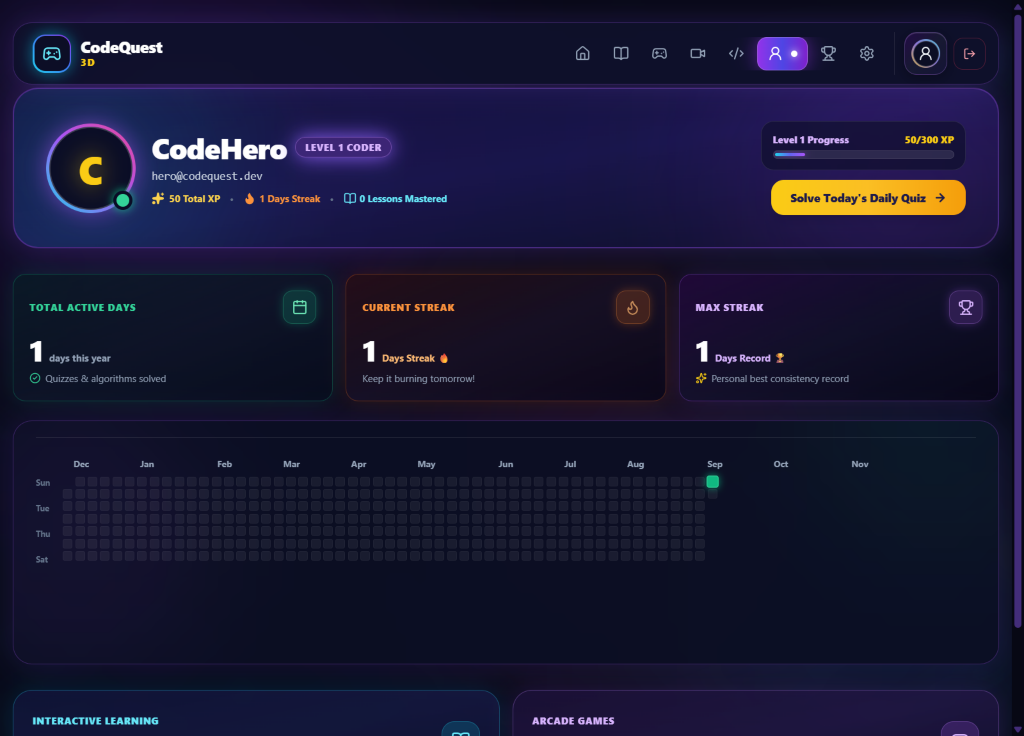 CodeQuest
3D
C
CodeHero
LEVEL 1 CODER
hero@codequest.dev
50 Total XP • 1 Days Streak • 0 Lessons Mastered
Level 1 Progress 50/300 XP
Solve Today's Daily Quiz →
TOTAL ACTIVE DAYS
1 days this year
Quizzes & algorithms solved
CURRENT STREAK
1 Days Streak 🔥
Keep it burning tomorrow!
MAX STREAK
1 Days Record 🏆
Personal best consistency record
Dec Jan Feb Mar Apr May Jun Jul Aug Sep Oct Nov
Sun
Tue
Thu
Sat
INTERACTIVE LEARNING
ARCADE GAMES